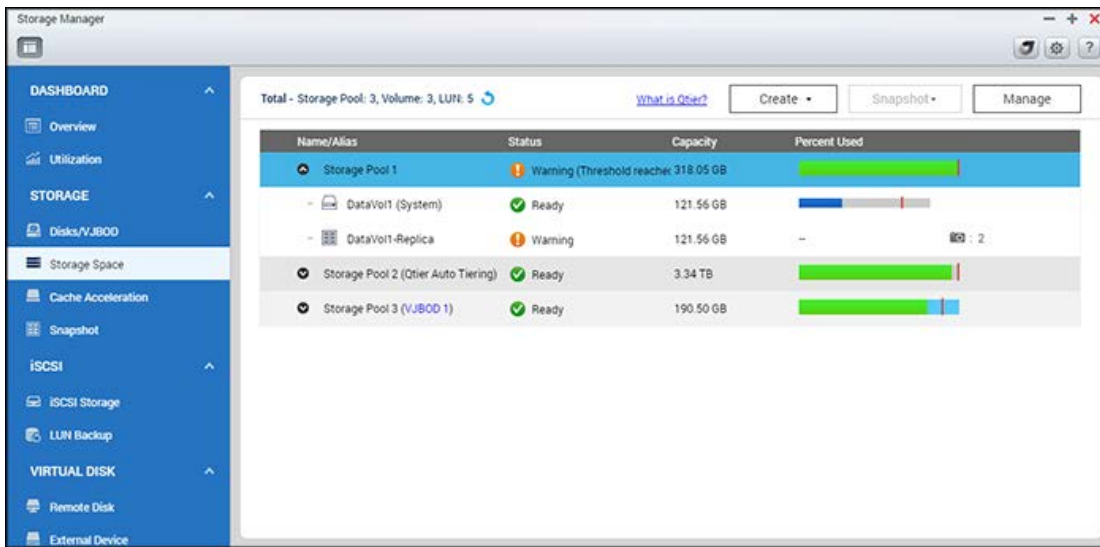 Storage Manager
DASHBOARD
Overview
Utilization
STORAGE
Disks/VJBOD
Storage Space
Cache Acceleration
Snapshot
iSCSI
iSCSI Storage
LUN Backup
VIRTUAL DISK
Remote Disk
External Device
Total - Storage Pool: 3, Volume: 3, LUN: 5 What is Qtier? Create Snapshot Manage
Name/Alias Status Capacity Percent Used
Storage Pool 1 Warning (Threshold reached 318.05 GB
DataVol1 (System) Ready 121.56 GB
DataVol1-Replica Warning 121.56 GB -- : 2
Storage Pool 2 (Qtier Auto Tiering) Ready 3.34 TB
Storage Pool 3 (VJBOD 1) Ready 190.50 GB